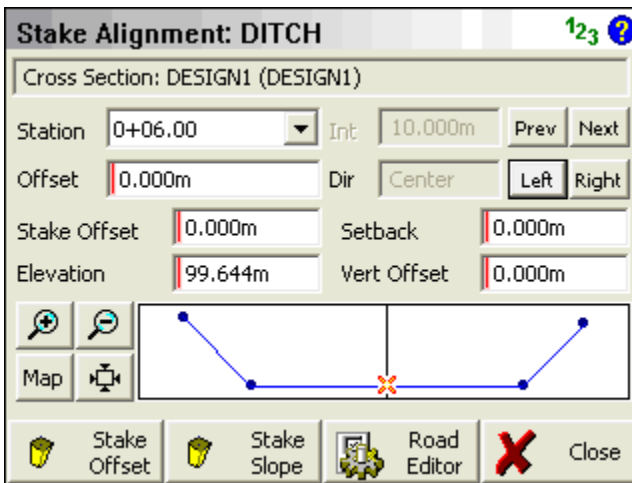 Stake Alignment: DITCH 123 ?
Cross Section: DESIGN1 (DESIGN1)
Station 0+06.00 Int 10.000m Prev Next
Offset 0.000m Dir Center Left Right
Stake Offset 0.000m Setback 0.000m
Elevation 99.644m Vert Offset 0.000m
Map
Stake Offset Stake Slope Road Editor Close